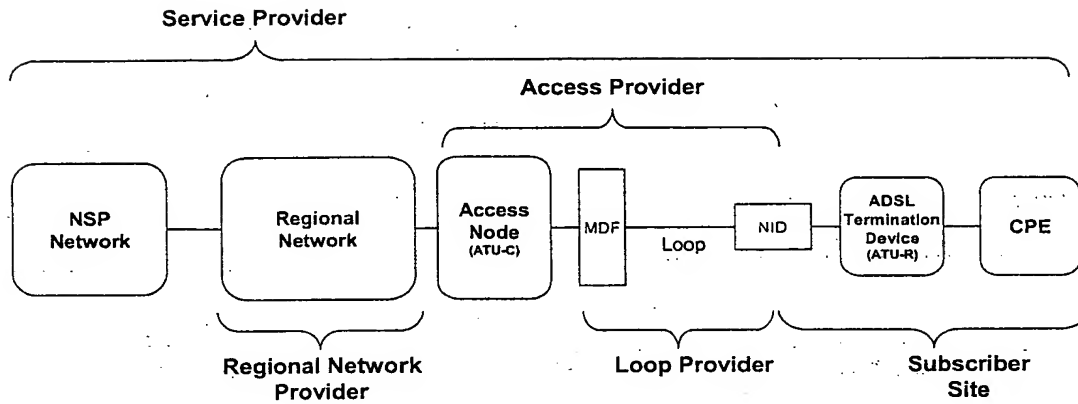 Service Provider
Access Provider
NSP
Network
Regional
Network
Access
Node
(ATU-C)
MDF
Loop
NID
ADSL
Termination
Device
(ATU-R)
CPE
Regional Network
Provider
Loop Provider
Subscriber
Site